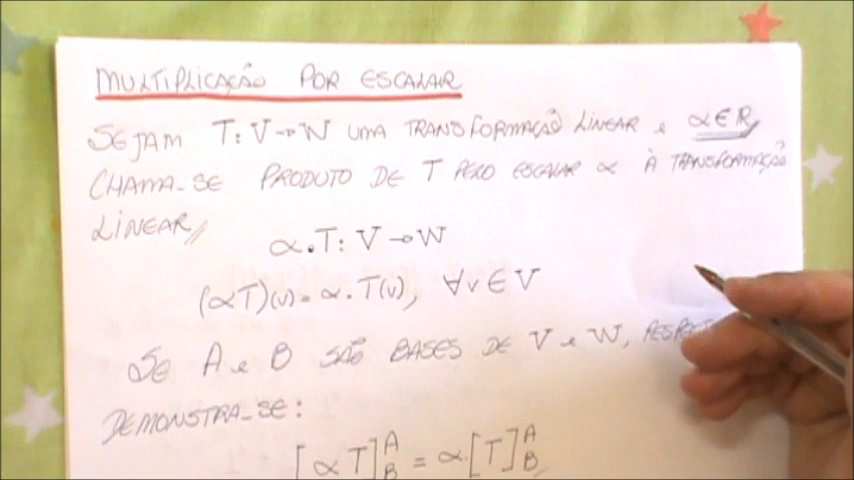 MULTIPLICAÇÃO POR ESCALAR
SEJAM T: V→W UMA TRANSFORMAÇÃO LINEAR e α∈R,
CHAMA-SE PRODUTO DE T PELO ESCALAR α À TRANSFORMAÇÃO
LINEAR,
α.T: V→W
(αT)(v) = α.T(v), ∀v∈V
SE A e B SÃO BASES DE V e W,
DEMONSTRA-SE:
[αT]^A_B = α.[T]^A_B